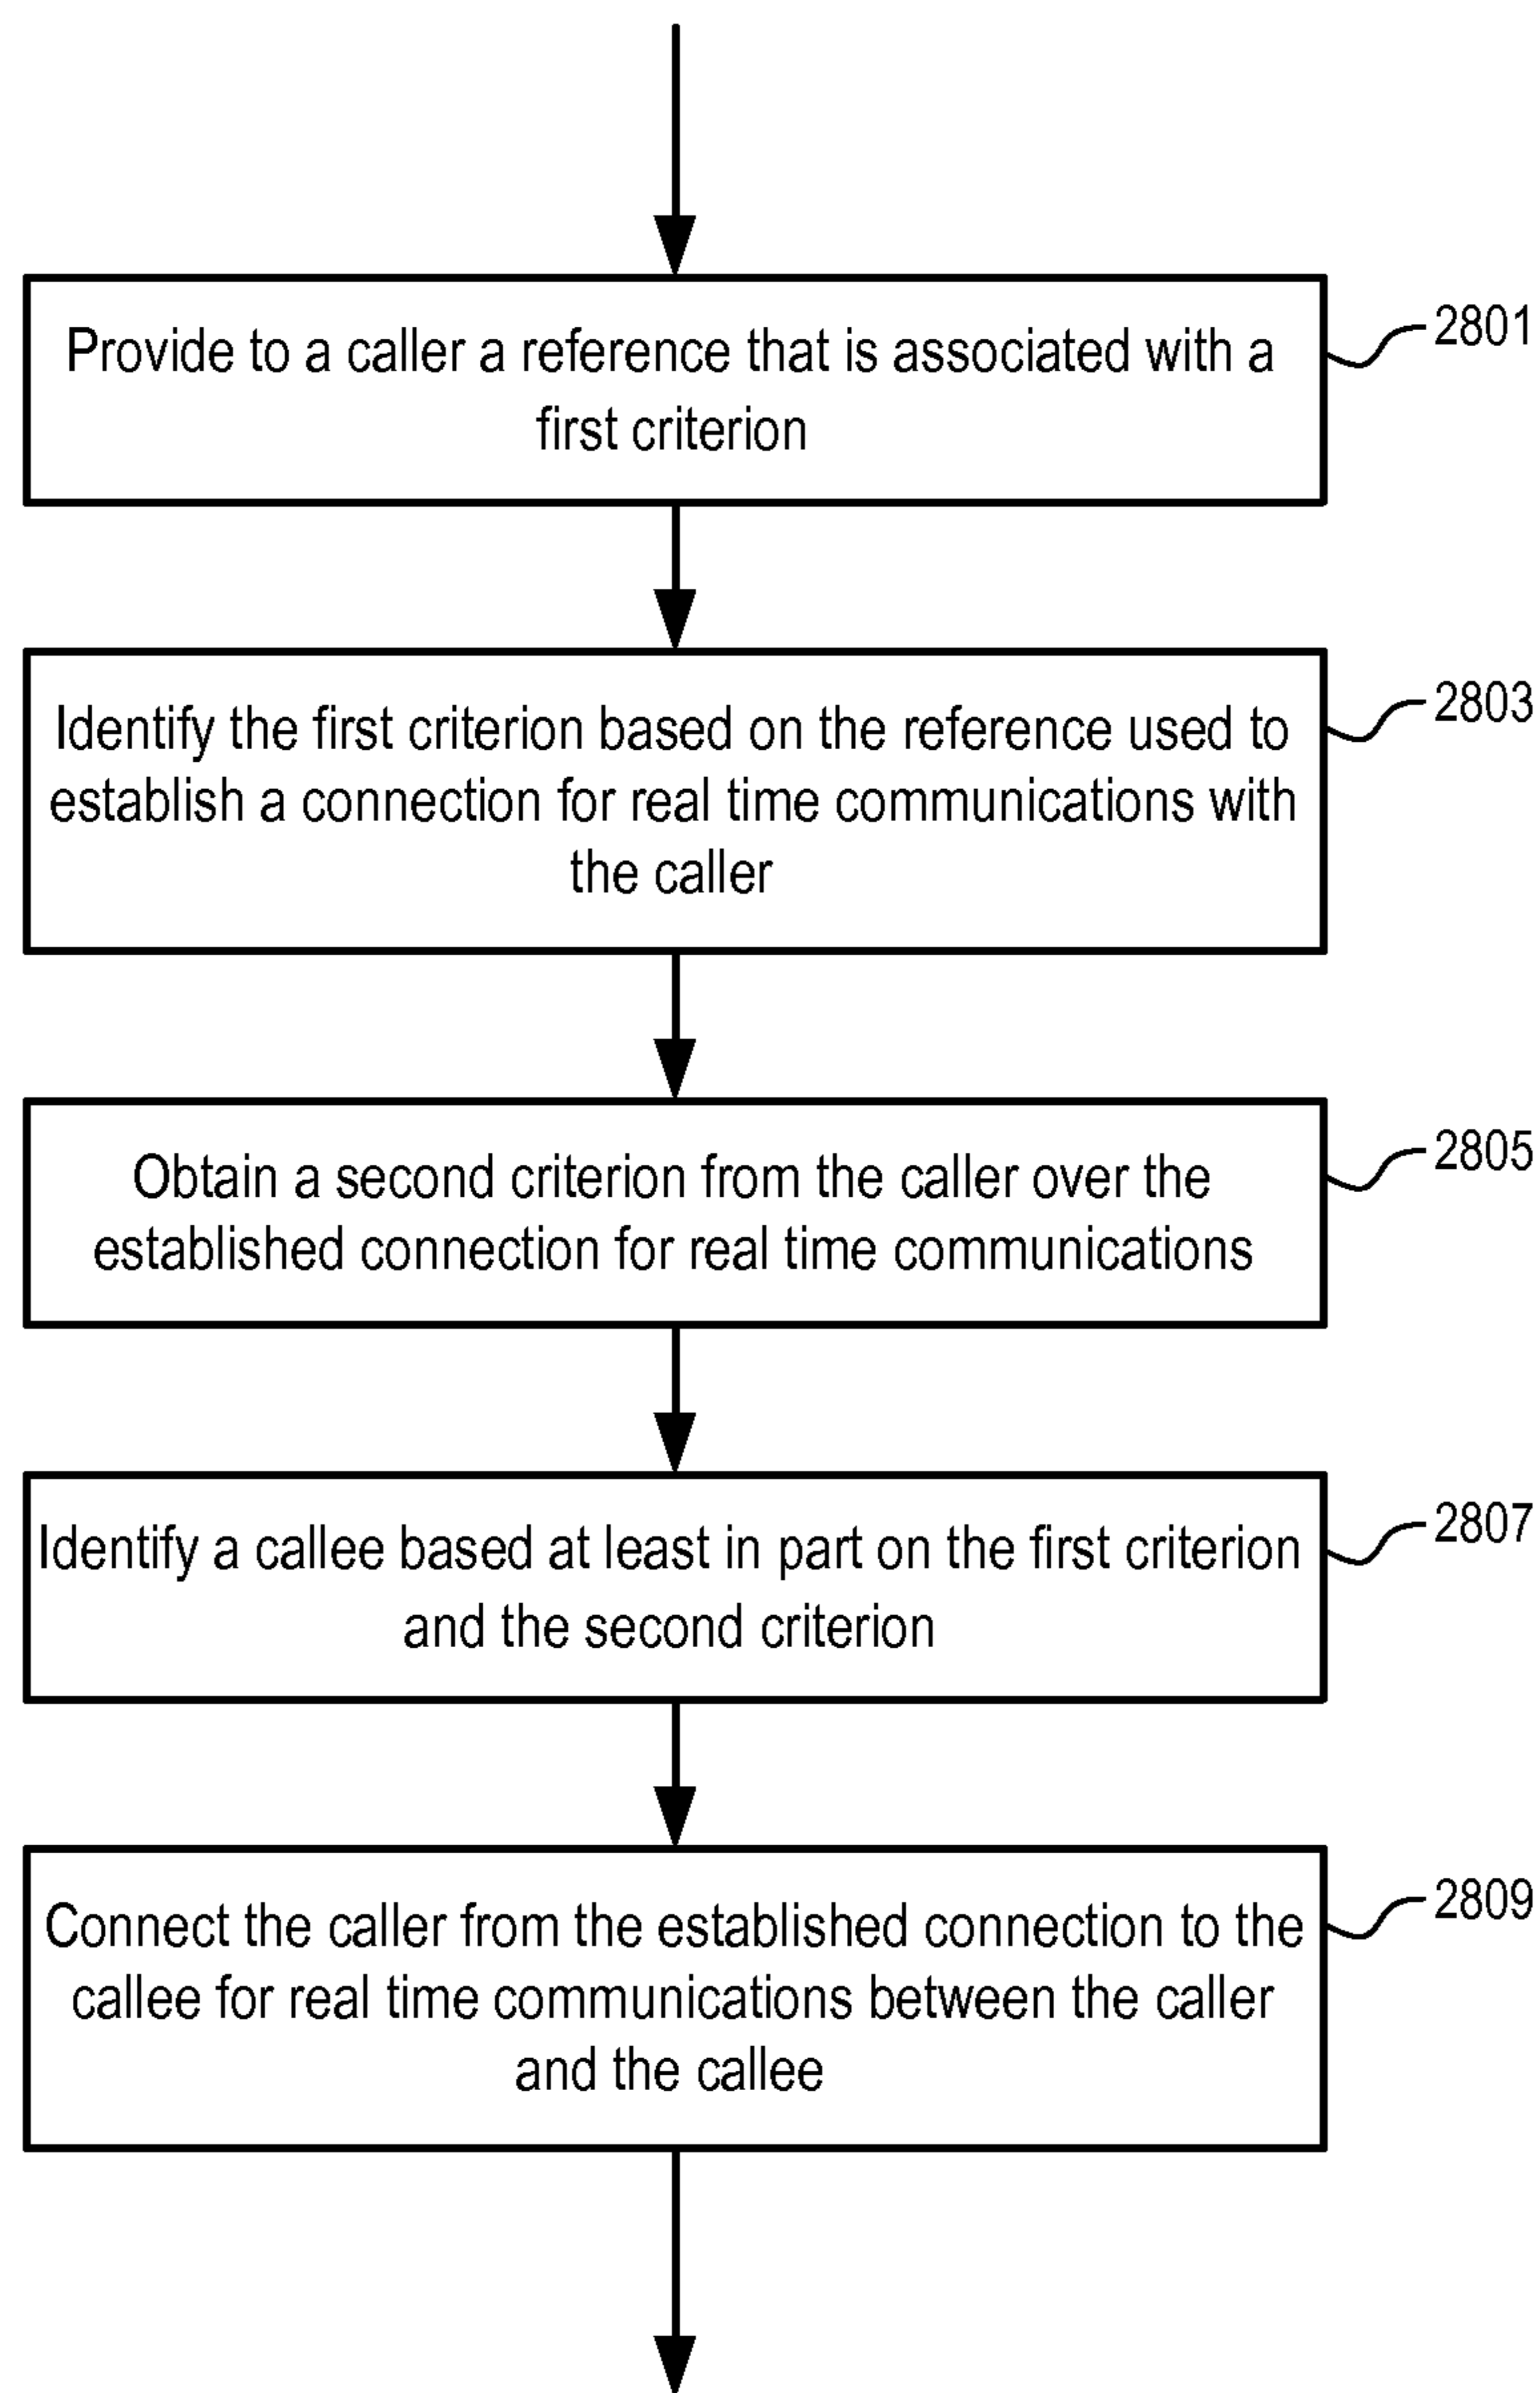 Provide to a caller a reference that is associated with a
first criterion
2801
Identify the first criterion based on the reference used to
establish a connection for real time communications with
the caller
2803
Obtain a second criterion from the caller over the
established connection for real time communications
2805
Identify a callee based at least in part on the first criterion
and the second criterion
2807
Connect the caller from the established connection to the
callee for real time communications between the caller
and the callee
2809